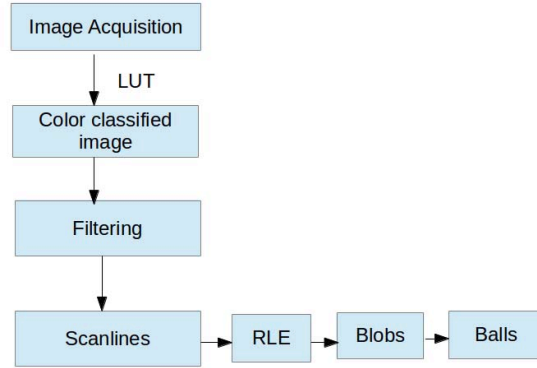 Image Acquisition
LUT
Color classified
image
Filtering
Scanlines
RLE
Blobs
Balls